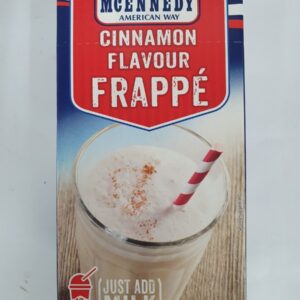 MCENNEDY
AMERICAN WAY
CINNAMON
FLAVOUR
FRAPPÉ
JUST ADD
MILK